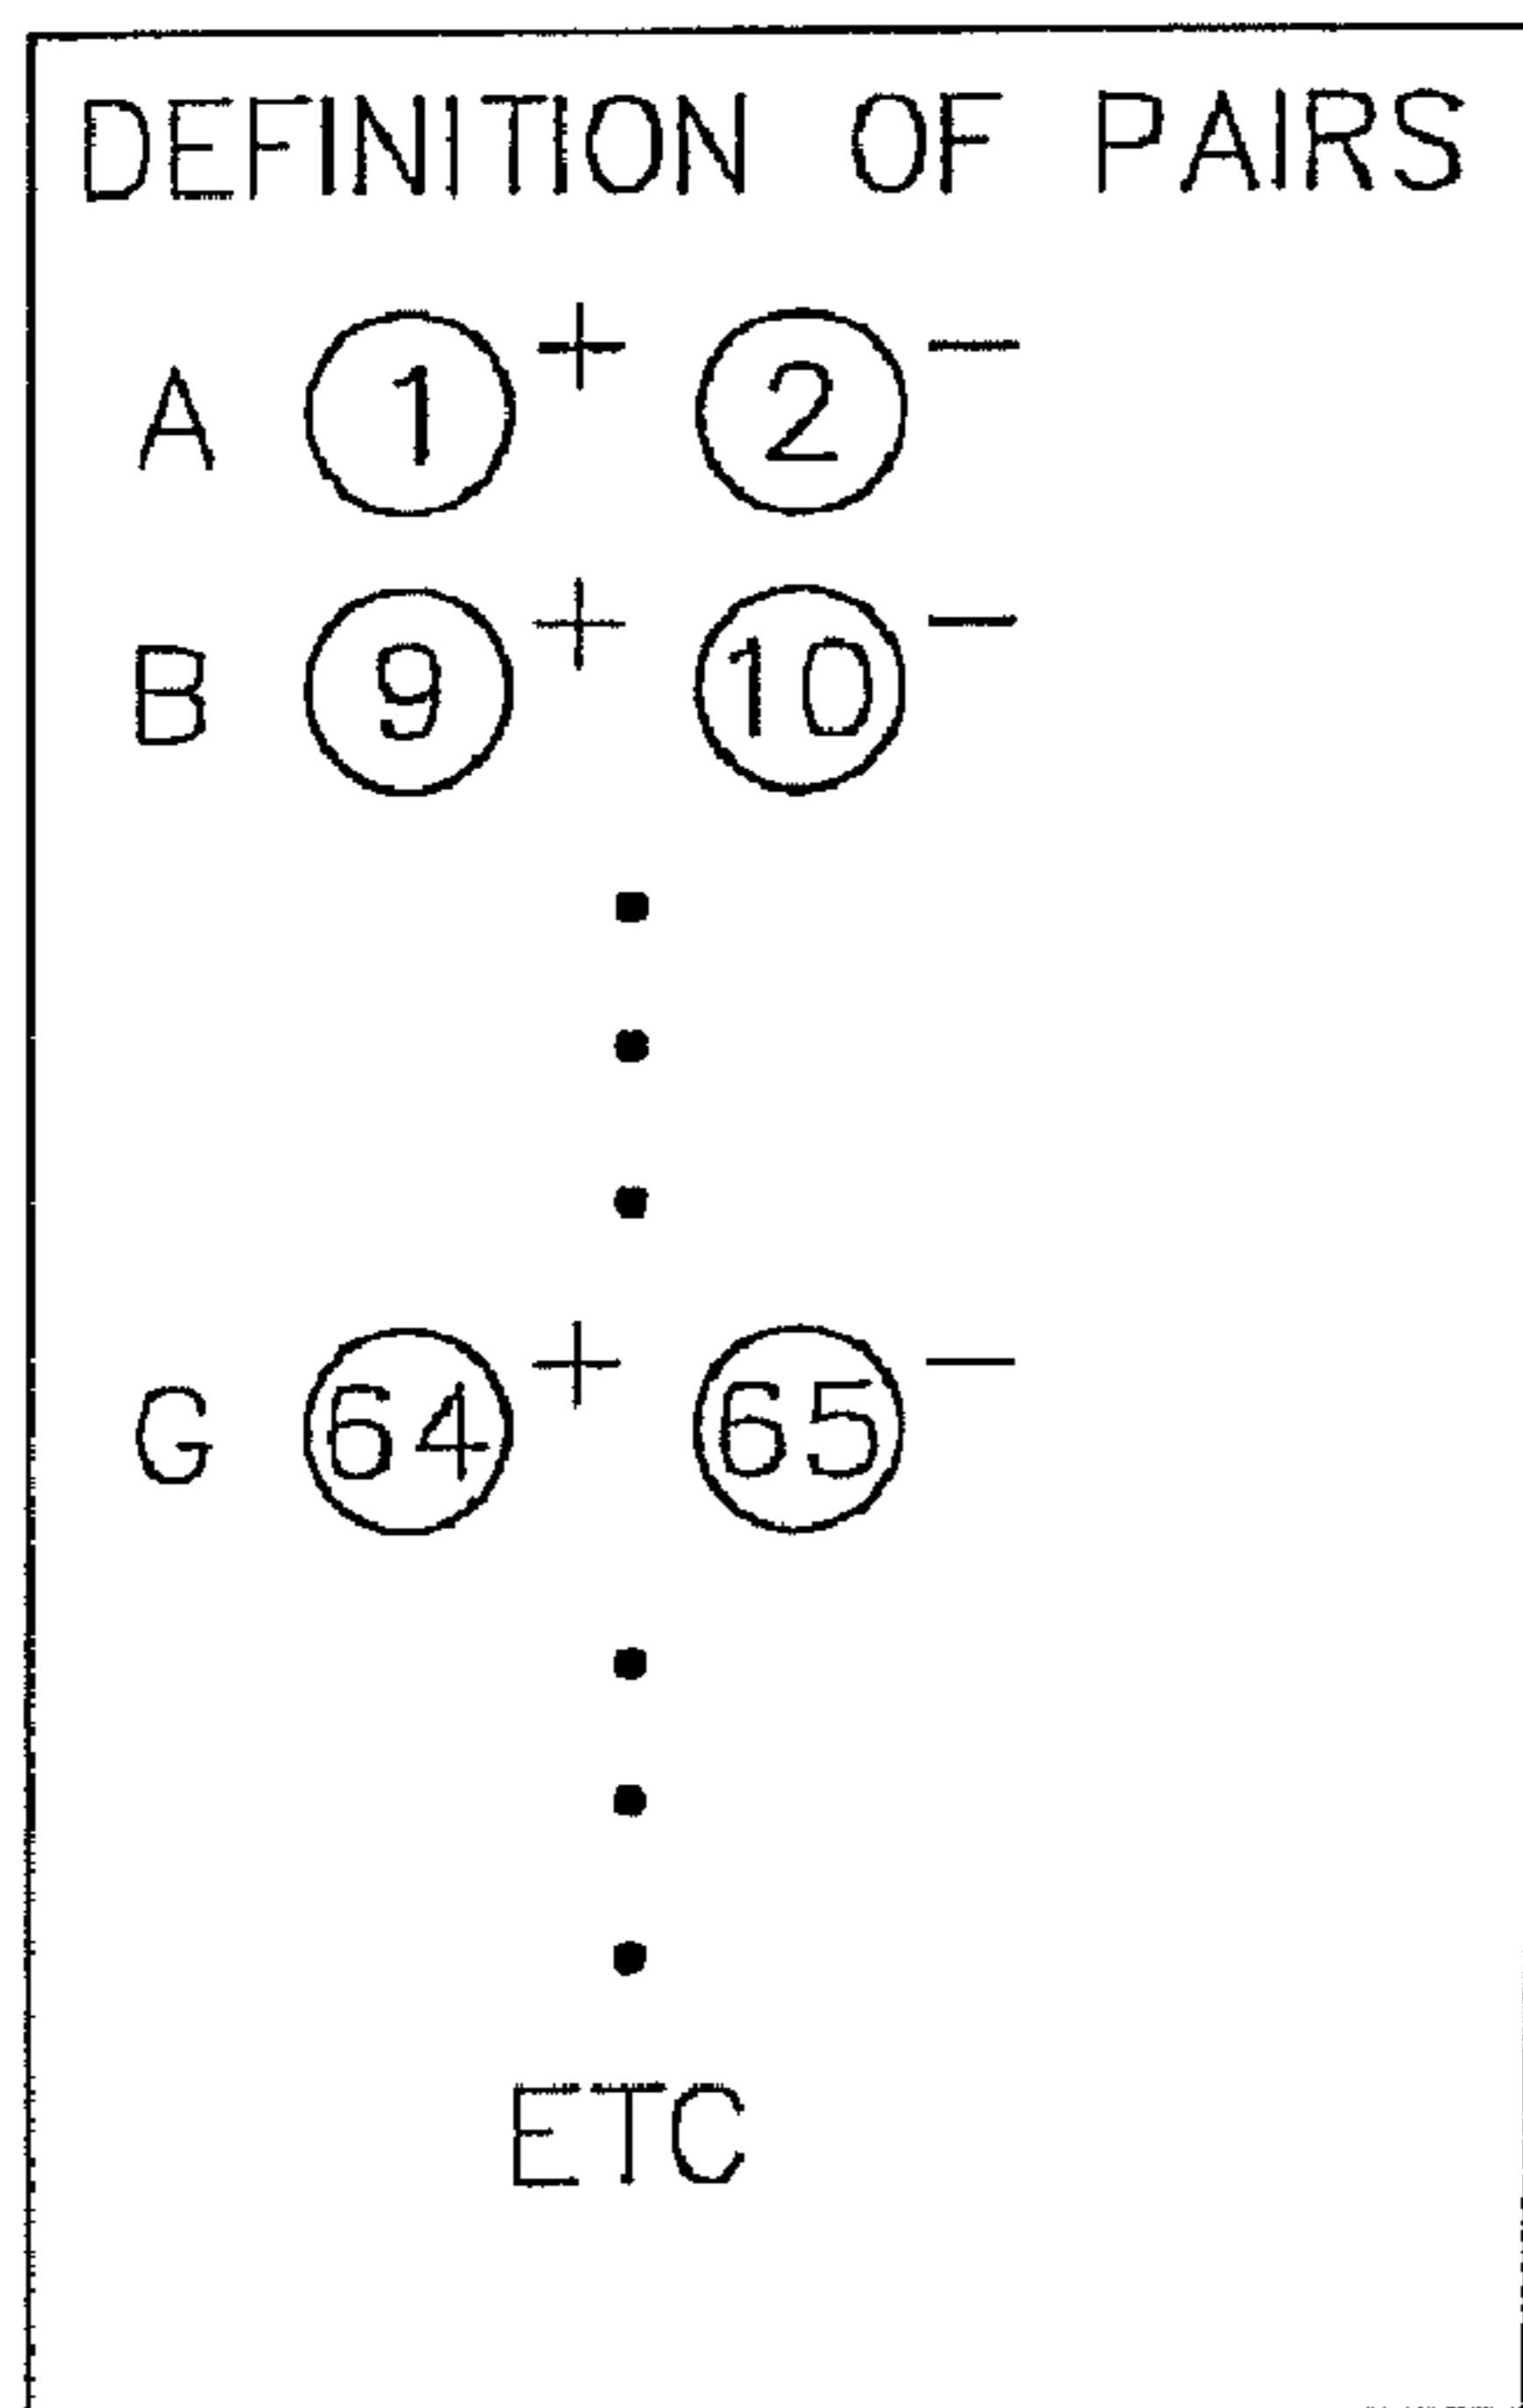 DEFINITION OF PAIRS
A 1+ 2-
B 9+ 10-
G 64+ 65-
ETC